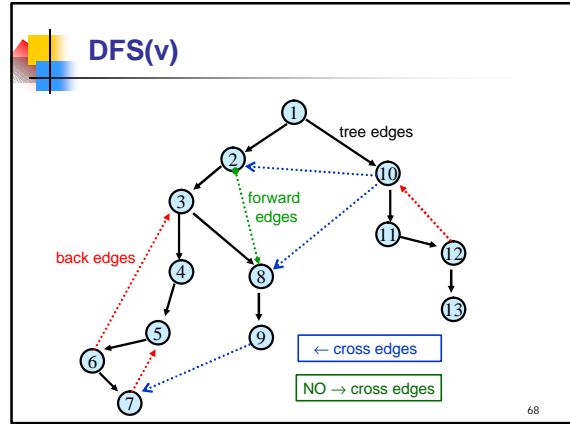 DFS(v)
1
tree edges
2
10
3
forward
edges
11
12
back edges
4
8
13
5
9
← cross edges
6
7
NO → cross edges
68